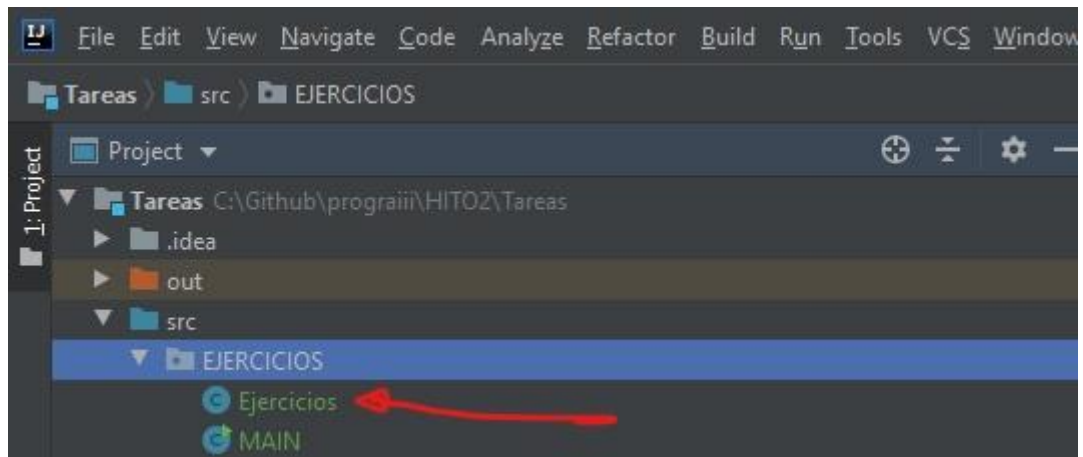 IJ File Edit View Navigate Code Analyze Refactor Build Run Tools VCS Window
Tareas src EJERCICIOS
1: Project
Project
Tareas C:\Github\prograiii\HITO2\Tareas
.idea
out
src
EJERCICIOS
C Ejercicios
C MAIN